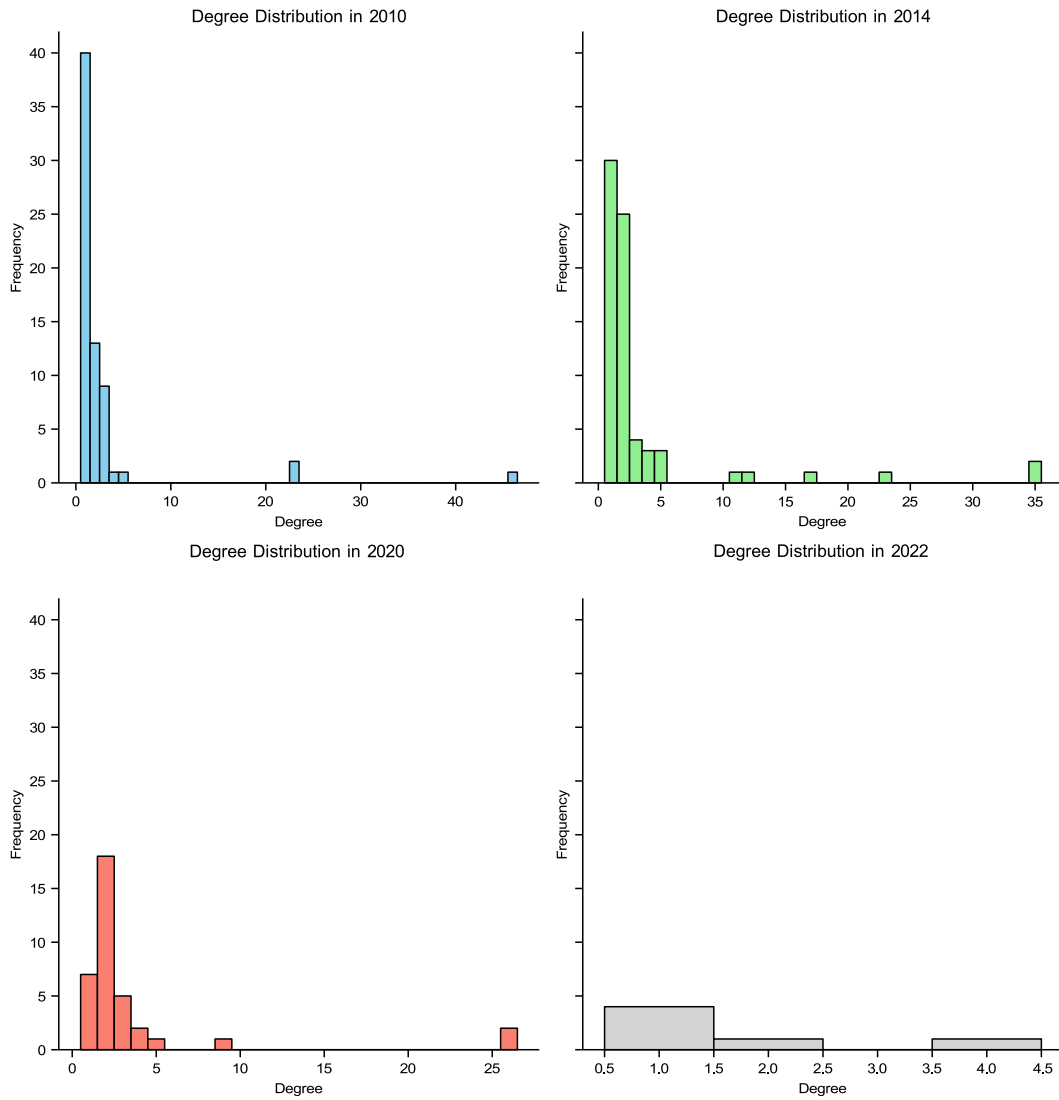 Degree Distribution in 2010
40
35
30
25
20
15
10
5
0
Frequency
0 10 20 30 40
Degree
Degree Distribution in 2014
Frequency
0 5 10 15 20 25 30 35
Degree
Degree Distribution in 2020
40
35
30
25
20
15
10
5
0
Frequency
0 5 10 15 20 25
Degree
Degree Distribution in 2022
Frequency
0.5 1.0 1.5 2.0 2.5 3.0 3.5 4.0 4.5
Degree